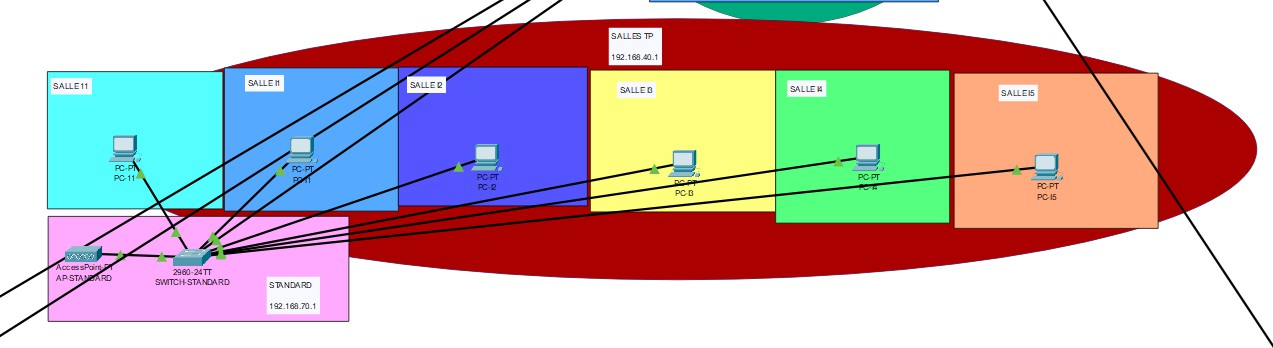 SALLES TP
192.168.40.1
SALLE 11
SALLE I1
SALLE I2
SALLE I3
SALLE I4
SALLE I5
PC-PT
PC-11
PC-PT
PC-I1
PC-PT
PC-I2
PC-PT
PC-I3
PC-PT
PC-I4
PC-PT
PC-I5
AccessPoint-PT
AP-STANDARD
2960-24TT
SWITCH-STANDARD
STANDARD
192.168.70.1